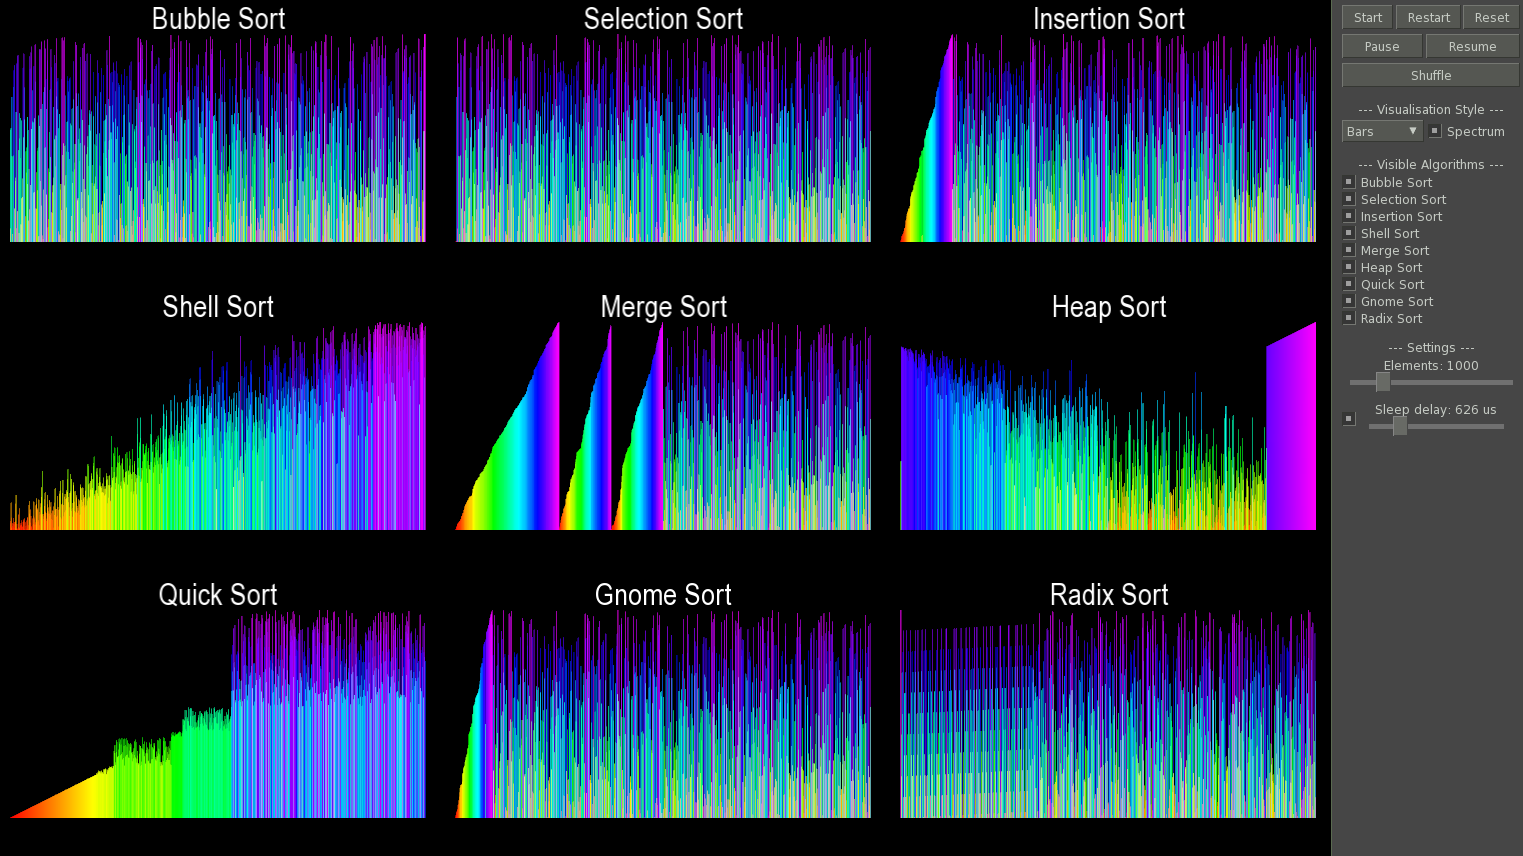 Bubble Sort
Selection Sort
Insertion Sort
Shell Sort
Merge Sort
Heap Sort
Quick Sort
Gnome Sort
Radix Sort
Start Restart Reset
Pause Resume
Shuffle
--- Visualisation Style ---
Bars Spectrum
--- Visible Algorithms ---
Bubble Sort
Selection Sort
Insertion Sort
Shell Sort
Merge Sort
Heap Sort
Quick Sort
Gnome Sort
Radix Sort
--- Settings ---
Elements: 1000
Sleep delay: 626 us